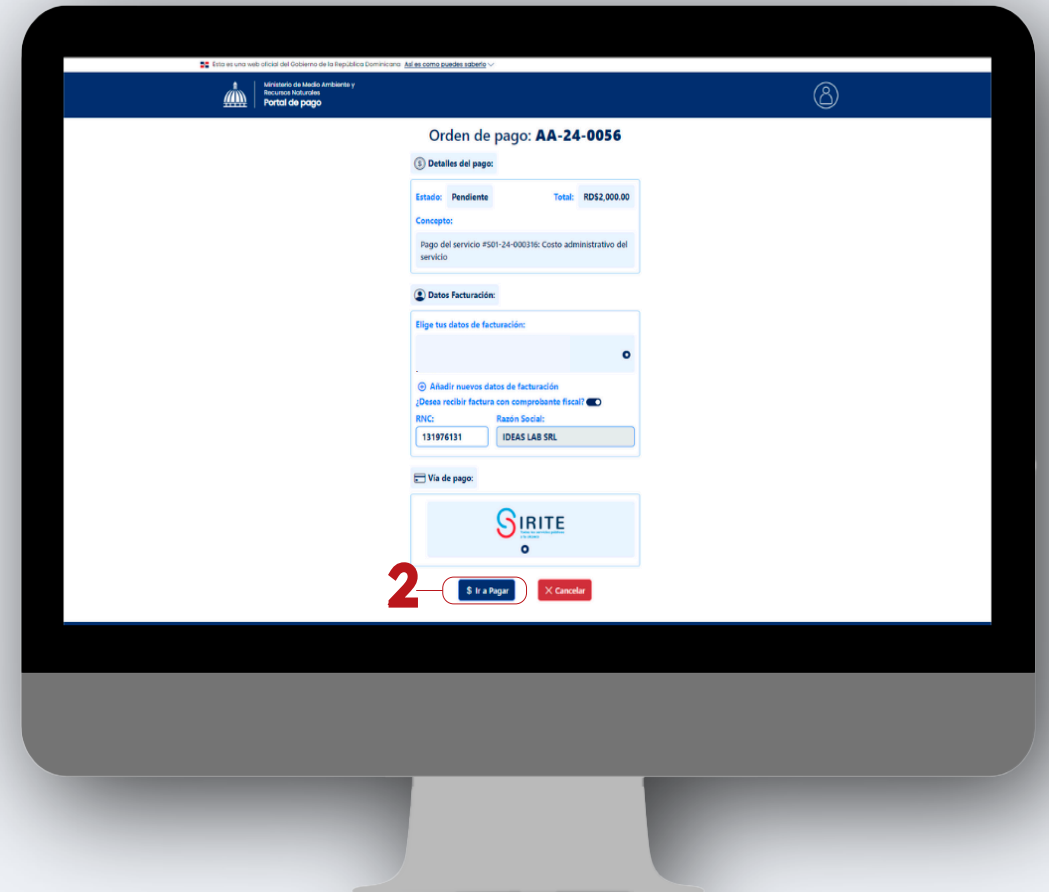 Esta es una web oficial del Gobierno de la República Dominicana Así es como puedes saberlo
Ministerio de Medio Ambiente y
Recursos Naturales
Portal de pago
Orden de pago: AA-24-0056
Detalles del pago:
Estado: Pendiente Total: RD$2,000.00
Concepto:
Pago del servicio #S01-24-000316: Costo administrativo del
servicio
Datos Facturación:
Elige tus datos de facturación:
Añadir nuevos datos de facturación
¿Desea recibir factura con comprobante fiscal?
RNC: Razón Social:
131976131 IDEAS LAB SRL
Vía de pago:
SIRITE
2 $ Ir a Pagar X Cancelar